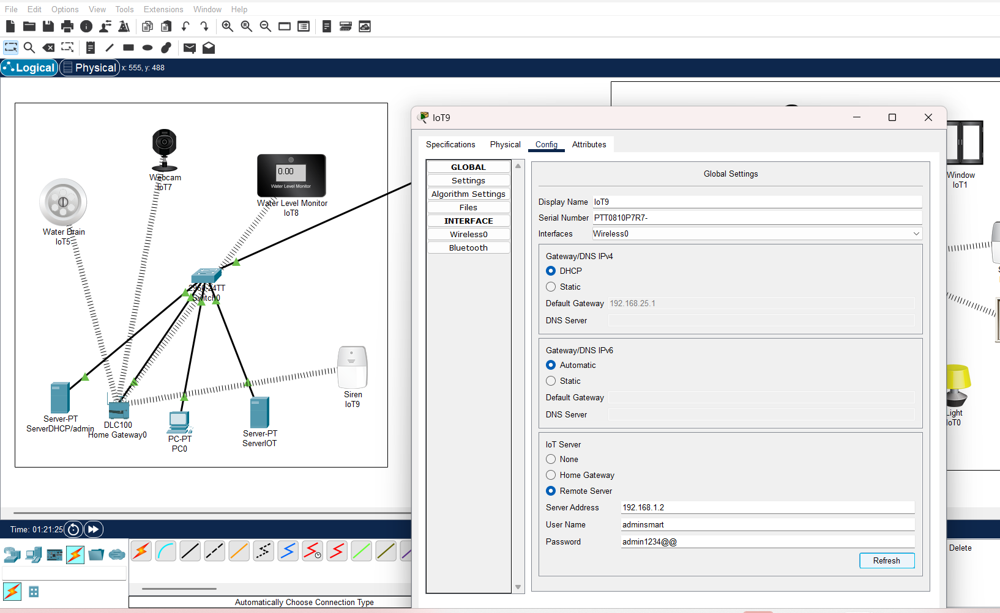 File Edit Options View Tools Extensions Window Help
Logical
Physical
x: 555, y: 488
Webcam
IoT7
0.00
Water Level Monitor
Water Level Monitor
IoT8
Water Drain
IoT5
2960-24TT
Switch0
Siren
IoT9
Server-PT
ServerDHCP/admin
DLC100
Home Gateway0
PC-PT
PC0
Server-PT
ServerIOT
Window
IoT1
Light
IoT0
IoT9
Specifications Physical Config Attributes
GLOBAL
Settings
Algorithm Settings
Files
INTERFACE
Wireless0
Bluetooth
Global Settings
Display Name IoT9
Serial Number PTT0810P7R7-
Interfaces Wireless0
Gateway/DNS IPv4
DHCP
Static
Default Gateway 192.168.25.1
DNS Server
Gateway/DNS IPv6
Automatic
Static
Default Gateway
DNS Server
IoT Server
None
Home Gateway
Remote Server
Server Address 192.168.1.2
User Name adminsmart
Password admin1234@@
Refresh
Time: 01:21:25
Delete
Automatically Choose Connection Type